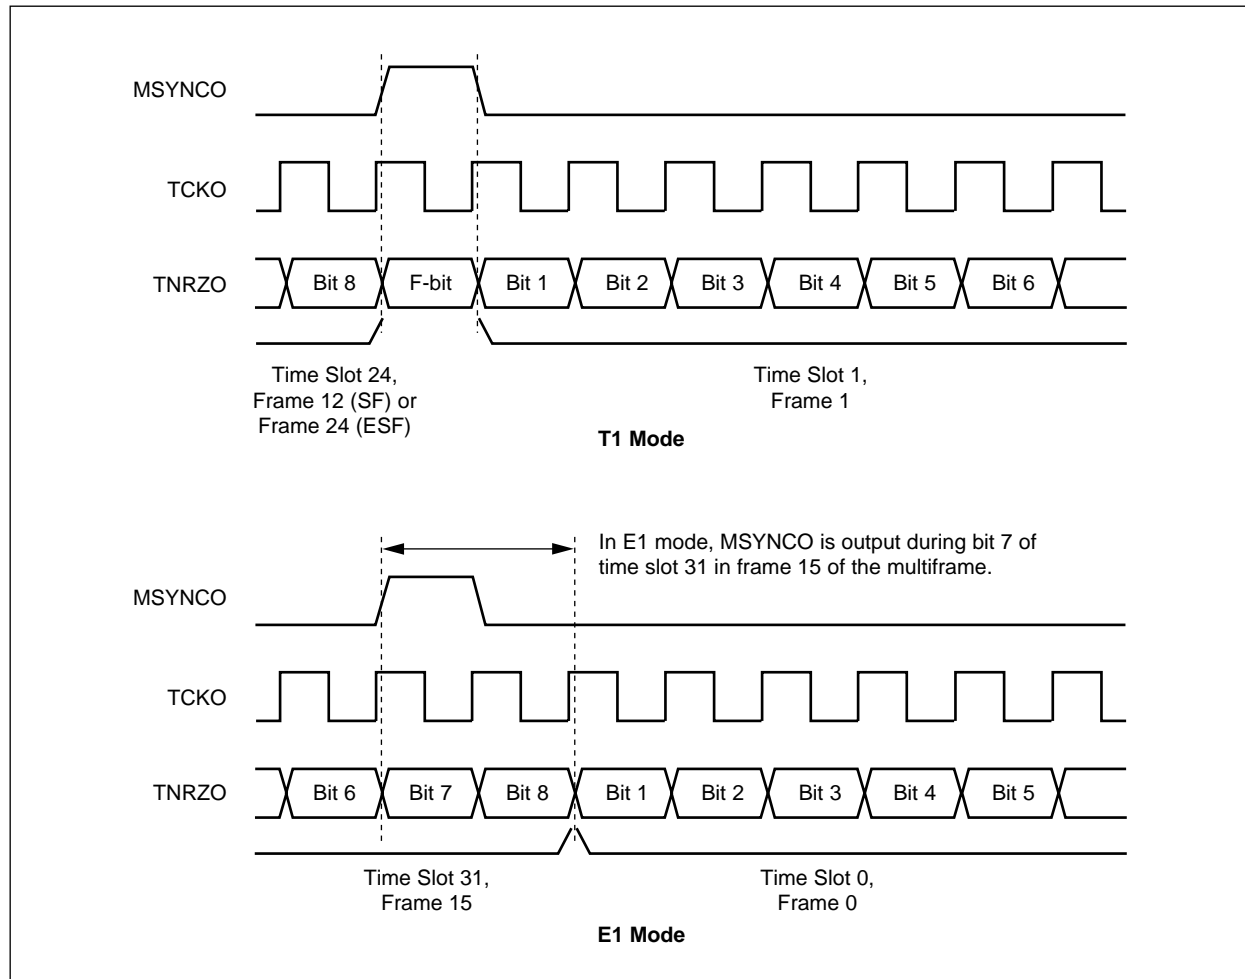 MSYNCO
TCKO
TNRZO
Bit 8 F-bit Bit 1 Bit 2 Bit 3 Bit 4 Bit 5 Bit 6
Time Slot 24,
Frame 12 (SF) or
Frame 24 (ESF)
Time Slot 1,
Frame 1
T1 Mode
In E1 mode, MSYNCO is output during bit 7 of
time slot 31 in frame 15 of the multiframe.
MSYNCO
TCKO
TNRZO
Bit 6 Bit 7 Bit 8 Bit 1 Bit 2 Bit 3 Bit 4 Bit 5
Time Slot 31,
Frame 15
Time Slot 0,
Frame 0
E1 Mode